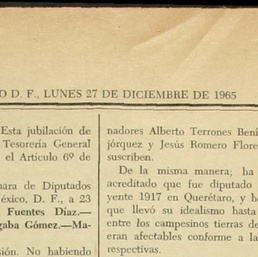 O D. F., LUNES 27 DE DICIEMBRE DE 1965
Esta jubilación de
Tesorería General
el Artículo 6º de
mara de Diputados
éxico, D. F., a 23
Fuentes Díaz.—
gaba Gómez.—Ma-
sión. No habiendo
nadores Alberto Terrones Bení
jórquez y Jesús Romero Flore
suscriben.
De la misma manera; ha
acreditado que fue diputado
yente 1917 en Querétaro, y ha
que llevó su idealismo hasta
entre los campesinos tierras de
eran afectables conforme a la
respectivas.